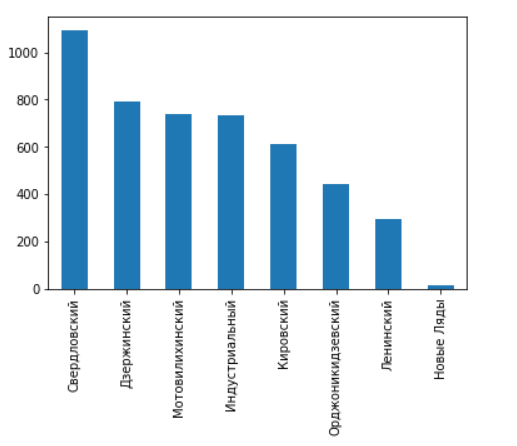 1000
800
600
400
200
0
Свердловский
Дзержинский
Мотовилихинский
Индустриальный
Кировский
Орджоникидзевский
Ленинский
Новые Ляды